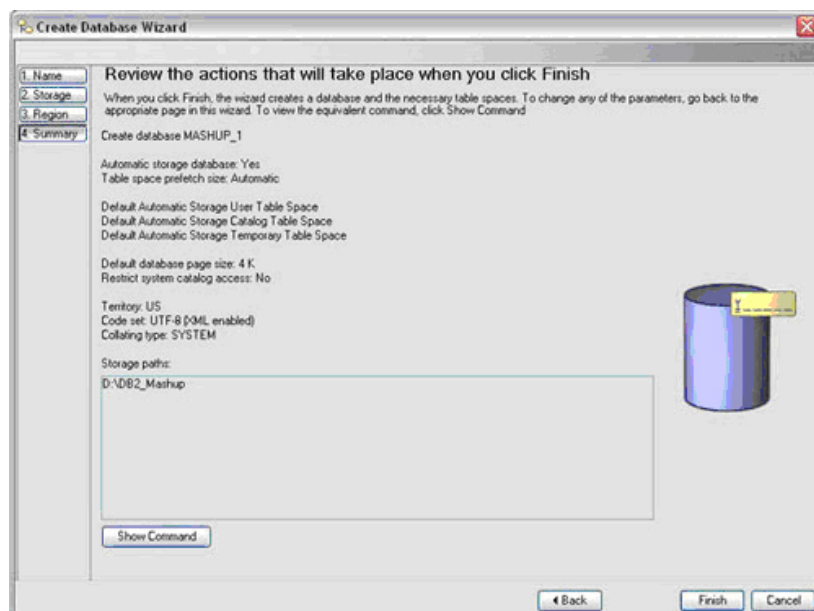 Create Database Wizard
1. Name
2. Storage
3. Region
4. Summary
Review the actions that will take place when you click Finish
When you click Finish, the wizard creates a database and the necessary table spaces. To change any of the parameters, go back to the
appropriate page in this wizard. To view the equivalent command, click Show Command
Create database MASHUP_1
Automatic storage database: Yes
Table space prefetch size: Automatic
Default Automatic Storage User Table Space
Default Automatic Storage Catalog Table Space
Default Automatic Storage Temporary Table Space
Default database page size: 4 K
Restrict system catalog access: No
Territory: US
Code set: UTF-8 (XML enabled)
Collating type: SYSTEM
Storage paths:
D:\DB2_Mashup
Show Command
Back
Finish
Cancel